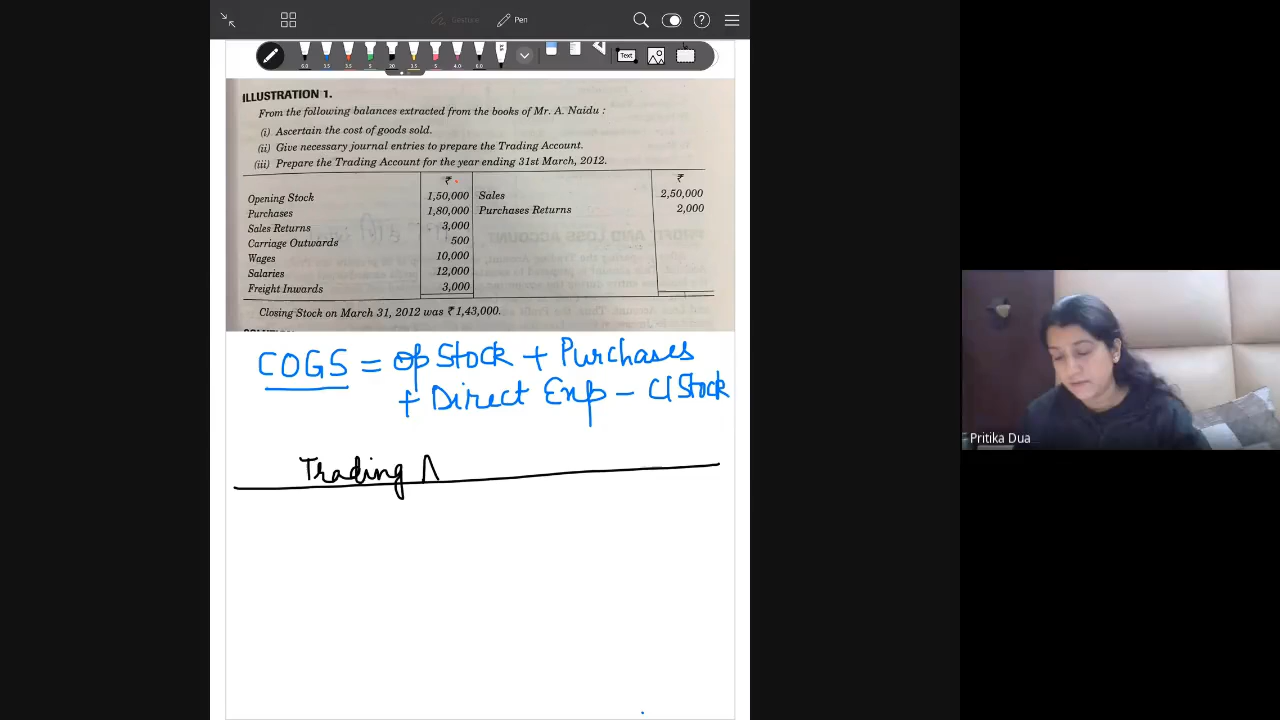 Pen
Text
ILLUSTRATION 1.
From the following balances extracted from the books of Mr. A. Naidu :
(i) Ascertain the cost of goods sold.
(ii) Give necessary journal entries to prepare the Trading Account.
(iii) Prepare the Trading Account for the year ending 31st March, 2012.
₹ ₹
Opening Stock 1,50,000 Sales 2,50,000
Purchases 1,80,000 Purchases Returns 2,000
Sales Returns 3,000
Carriage Outwards 500
Wages 10,000
Salaries 12,000
Freight Inwards 3,000
Closing Stock on March 31, 2012 was ₹ 1,43,000.
COGS = op Stock + Purchases
+ Direct Exp – Cl Stock
Trading A
Pritika Dua